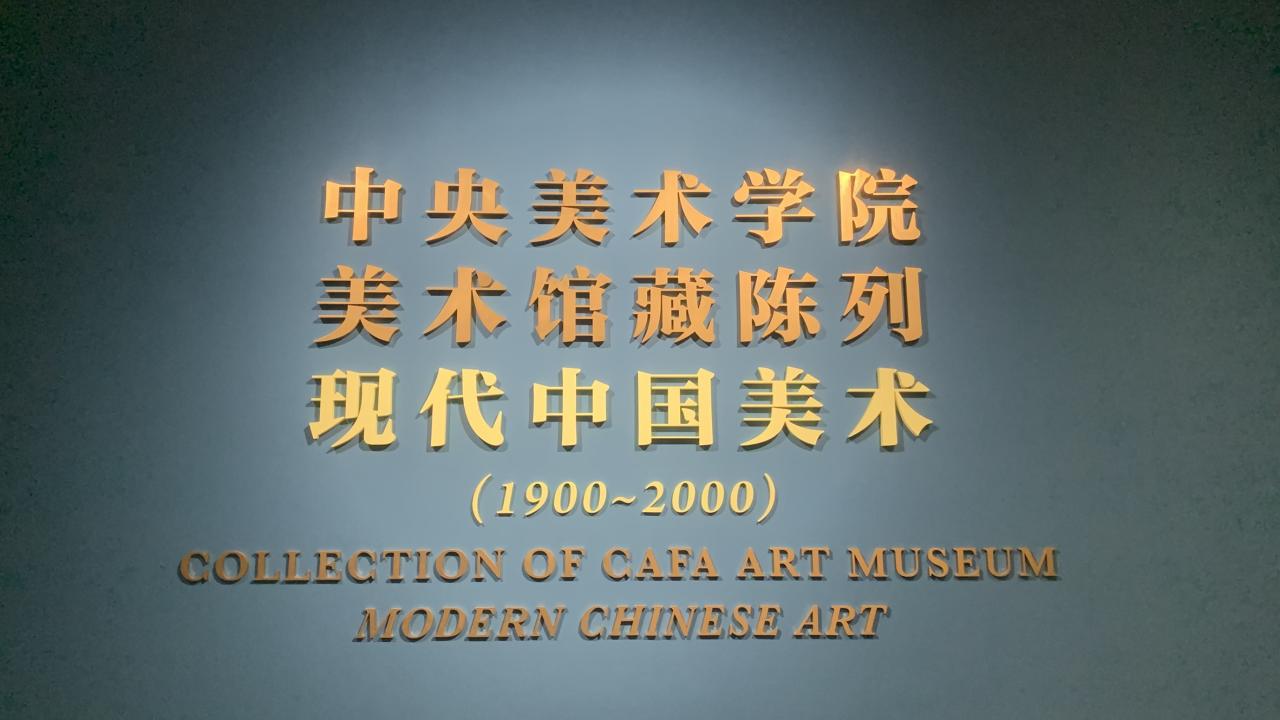 中央美术学院
美术馆藏陈列
现代中国美术
(1900~2000)
COLLECTION OF CAFA ART MUSEUM
MODERN CHINESE ART